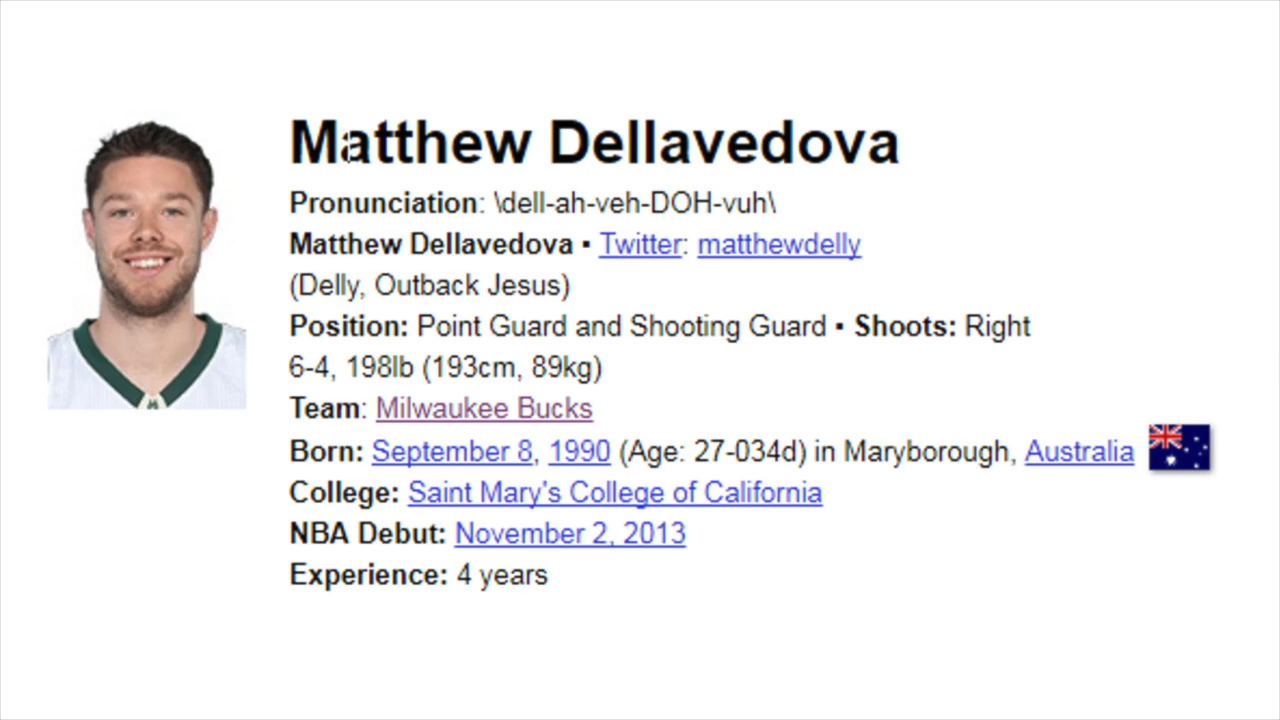 Matthew Dellavedova
Pronunciation: \dell-ah-veh-DOH-vuh\
Matthew Dellavedova ▪ Twitter: matthewdelly
(Delly, Outback Jesus)
Position: Point Guard and Shooting Guard ▪ Shoots: Right
6-4, 198lb (193cm, 89kg)
Team: Milwaukee Bucks
Born: September 8, 1990 (Age: 27-034d) in Maryborough, Australia
College: Saint Mary's College of California
NBA Debut: November 2, 2013
Experience: 4 years